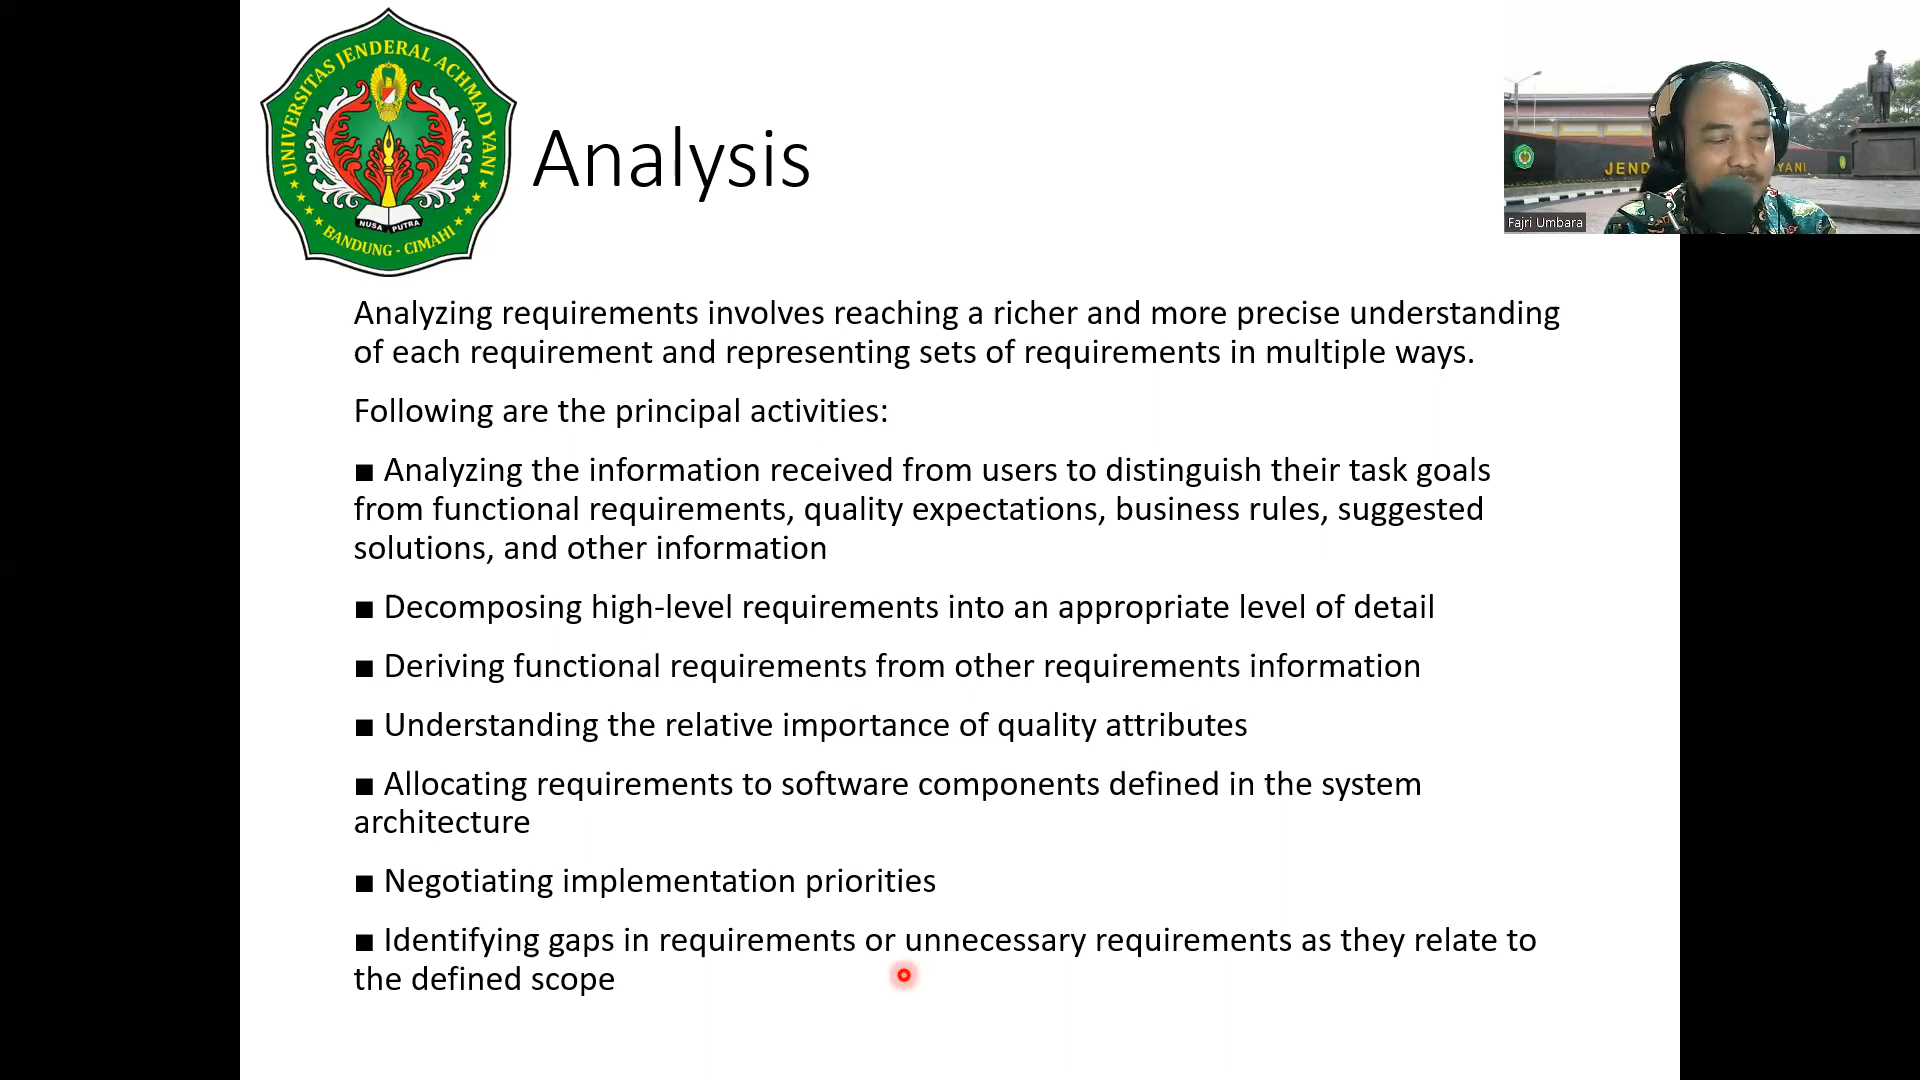 UNIVERSITAS JENDERAL ACHMAD YANI
NUSA PUTRA
BANDUNG - CIMAHI
Analysis
JEND
YANI
Fajri Umbara
Analyzing requirements involves reaching a richer and more precise understanding
of each requirement and representing sets of requirements in multiple ways.
Following are the principal activities:
■ Analyzing the information received from users to distinguish their task goals
from functional requirements, quality expectations, business rules, suggested
solutions, and other information
■ Decomposing high-level requirements into an appropriate level of detail
■ Deriving functional requirements from other requirements information
■ Understanding the relative importance of quality attributes
■ Allocating requirements to software components defined in the system
architecture
■ Negotiating implementation priorities
■ Identifying gaps in requirements or unnecessary requirements as they relate to
the defined scope